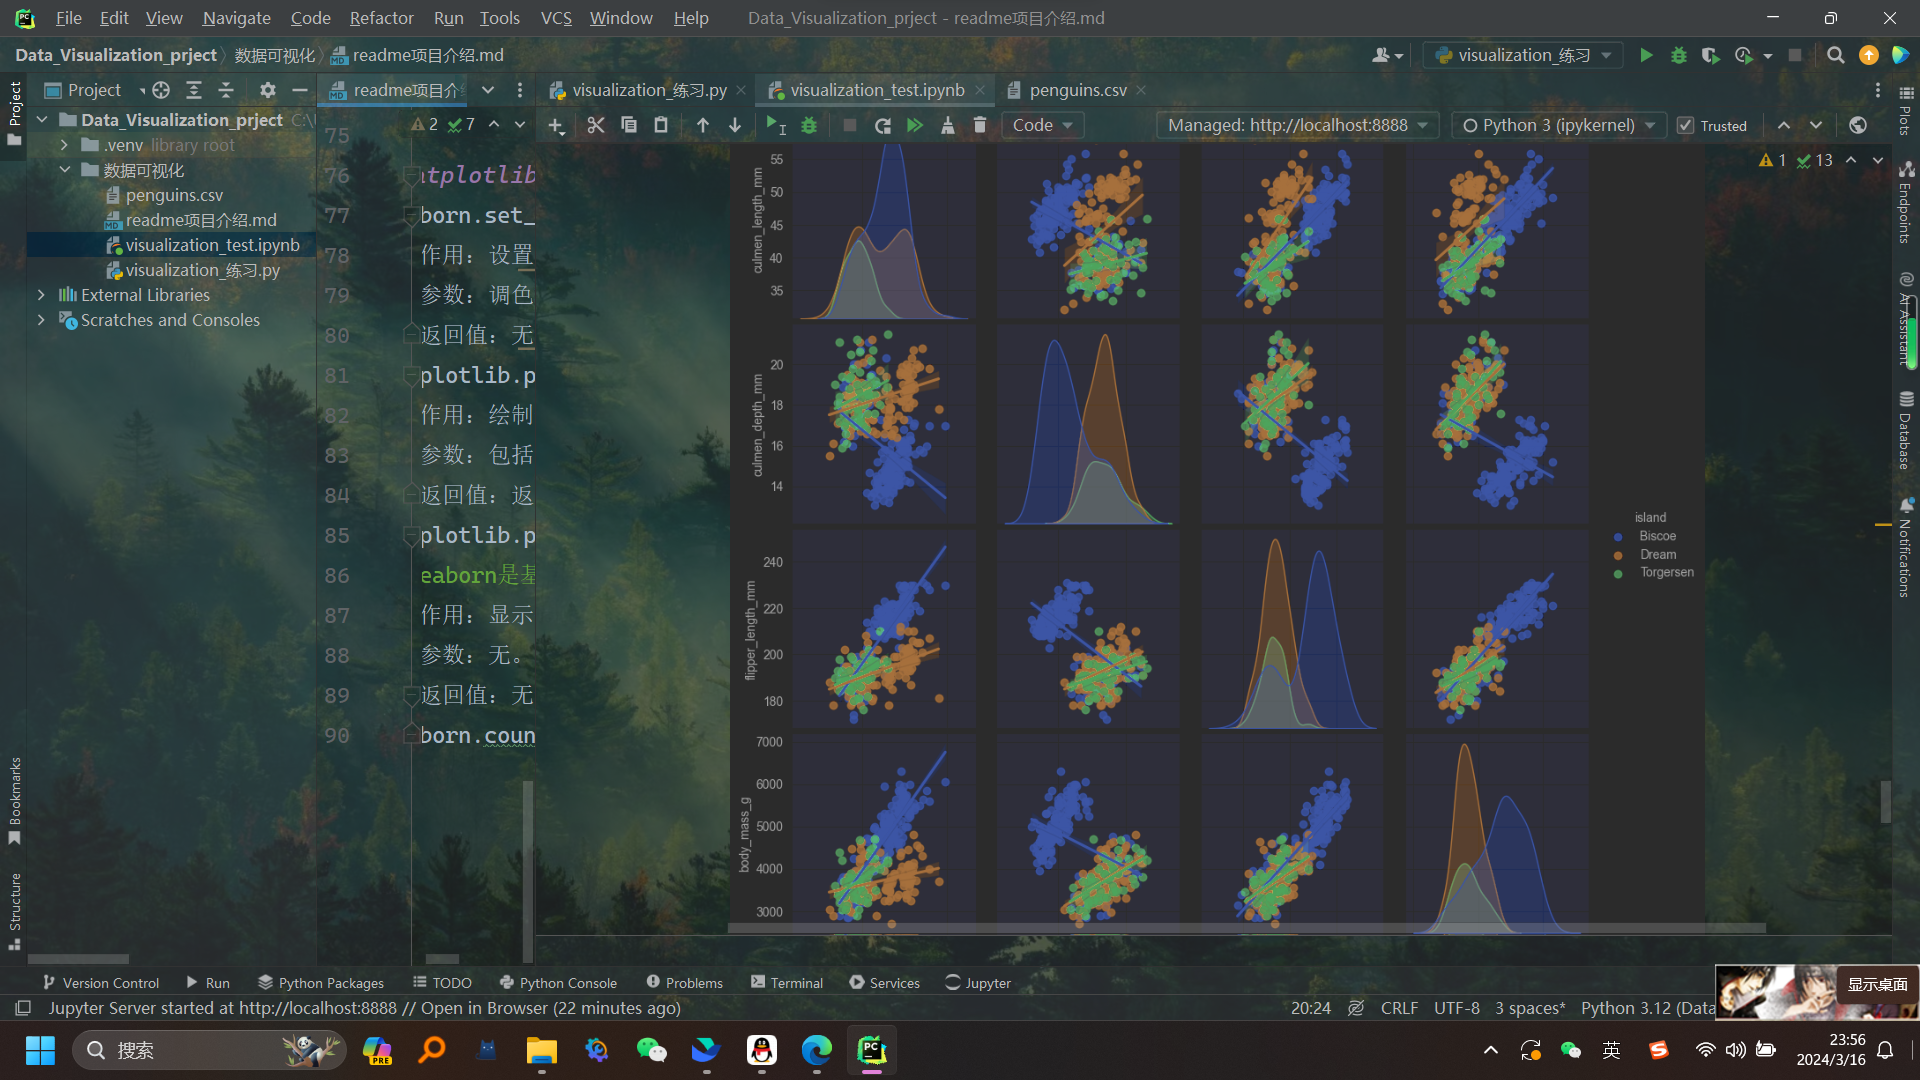 File Edit View Navigate Code Refactor Run Tools VCS Window Help Data_Visualization_prject - readme项目介绍.md
Data_Visualization_prject 数据可视化 readme项目介绍.md visualization_练习
Project readme项目介绍 visualization_练习.py visualization_test.ipynb penguins.csv
Code Managed: http://localhost:8888 Python 3 (ipykernel) Trusted
2 7
1 13
Project
Data_Visualization_prject
.venv library root
数据可视化
penguins.csv
readme项目介绍.md
visualization_test.ipynb
visualization_练习.py
External Libraries
Scratches and Consoles
75
76 atplotlib
77 born.set_
78 作用：设置
79 参数：调色
80 返回值：无
81 plotlib.p
82 作用：绘制
83 参数：包括
84 返回值：返
85 plotlib.p
86 eaborn是基
87 作用：显示
88 参数：无。
89 返回值：无
90 born.coun
culmen_length_mm
55
50
45
40
35
culmen_depth_mm
20
18
16
14
flipper_length_mm
240
220
200
180
body_mass_g
7000
6000
5000
4000
3000
island
Biscoe
Dream
Torgersen
Plots
Endpoints
AI Assistant
Database
Notifications
Bookmarks
Structure
Version Control Run Python Packages TODO Python Console Problems Terminal Services Jupyter
Jupyter Server started at http://localhost:8888 // Open in Browser (22 minutes ago) 20:24 CRLF UTF-8 3 spaces* Python 3.12 (Data
显示桌面
搜索 PRE PC 英 23:56
2024/3/16